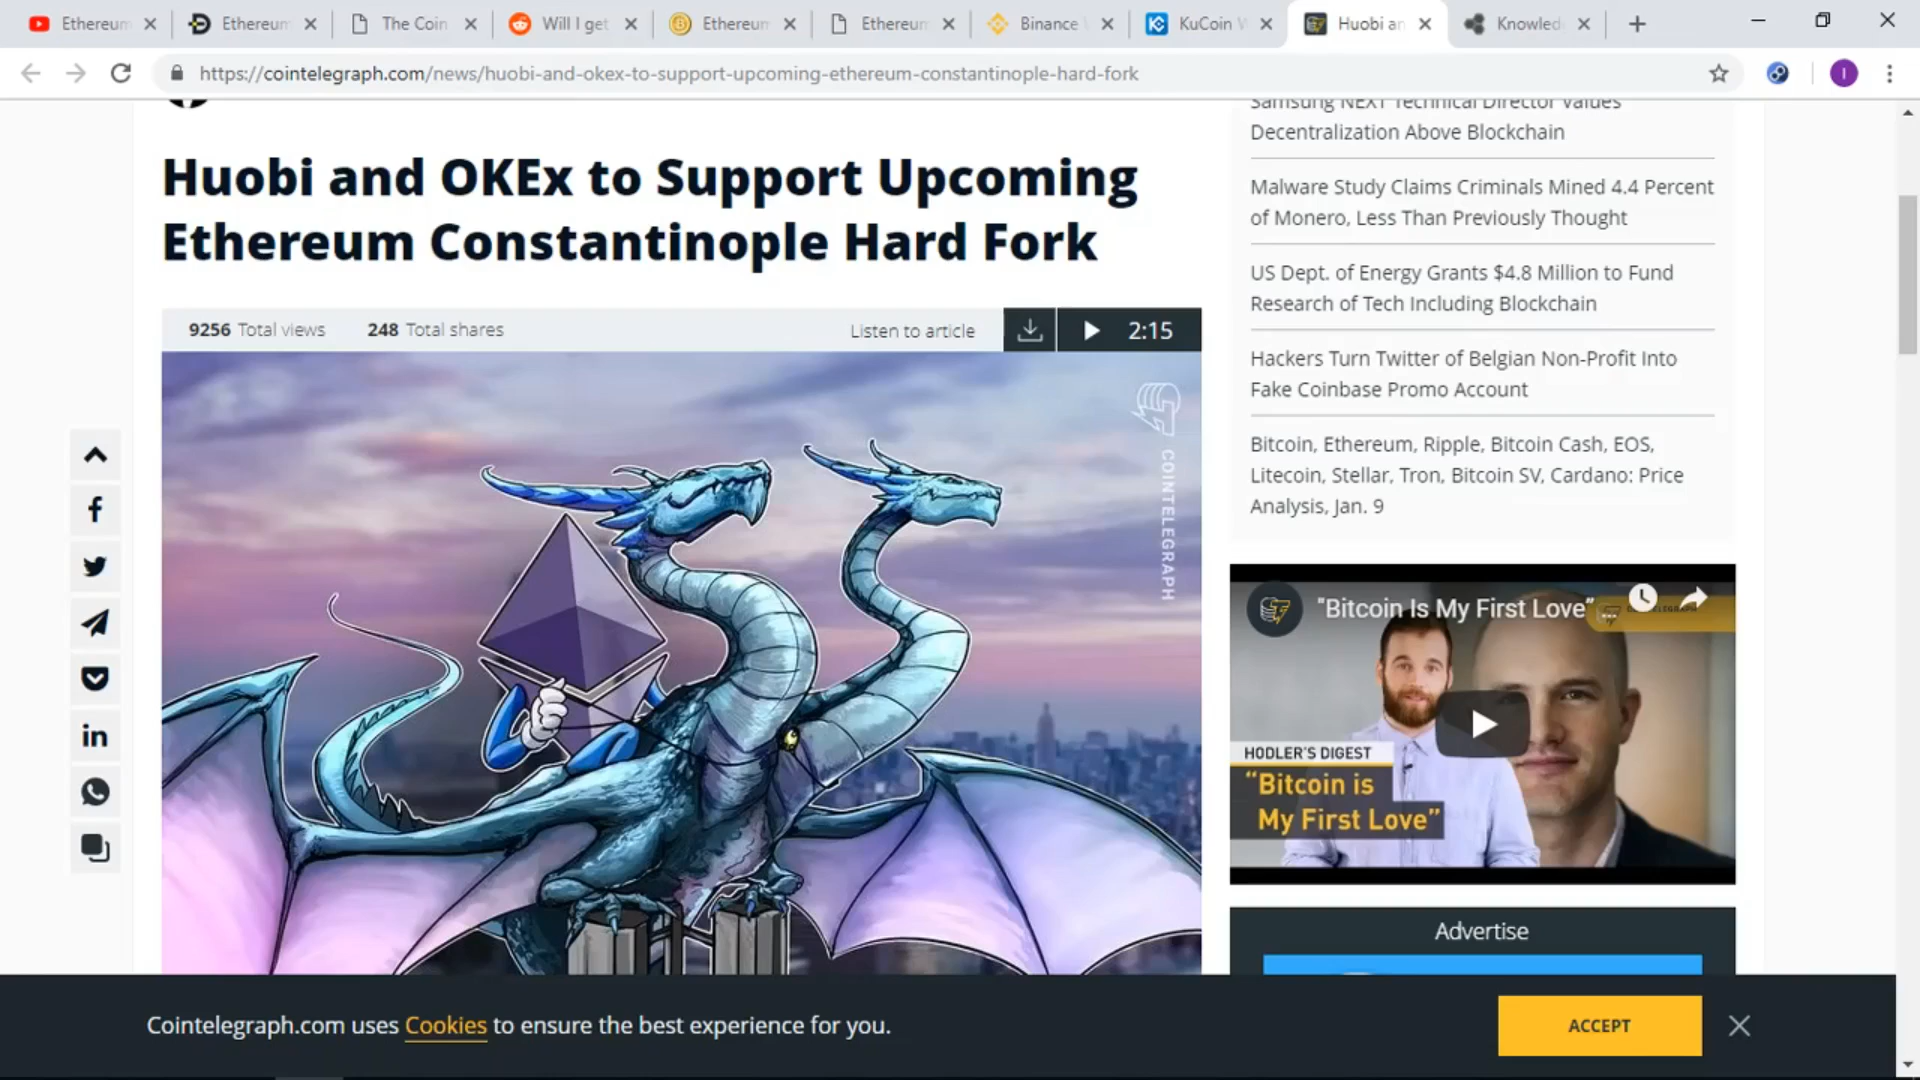 Ethereum
Ethereum
The Coin
Will I get
Ethereum
Ethereum
Binance
KuCoin W
Huobi an
Knowled
https://cointelegraph.com/news/huobi-and-okex-to-support-upcoming-ethereum-constantinople-hard-fork
I
Huobi and OKEx to Support Upcoming
Ethereum Constantinople Hard Fork
9256 Total views
248 Total shares
Listen to article
2:15
COINTELEGRAPH
Samsung NEXT Technical Director Values
Decentralization Above Blockchain
Malware Study Claims Criminals Mined 4.4 Percent
of Monero, Less Than Previously Thought
US Dept. of Energy Grants $4.8 Million to Fund
Research of Tech Including Blockchain
Hackers Turn Twitter of Belgian Non-Profit Into
Fake Coinbase Promo Account
Bitcoin, Ethereum, Ripple, Bitcoin Cash, EOS,
Litecoin, Stellar, Tron, Bitcoin SV, Cardano: Price
Analysis, Jan. 9
"Bitcoin Is My First Love” ...
HODLER'S DIGEST
“Bitcoin is
My First Love”
Advertise
Cointelegraph.com uses Cookies to ensure the best experience for you.
ACCEPT